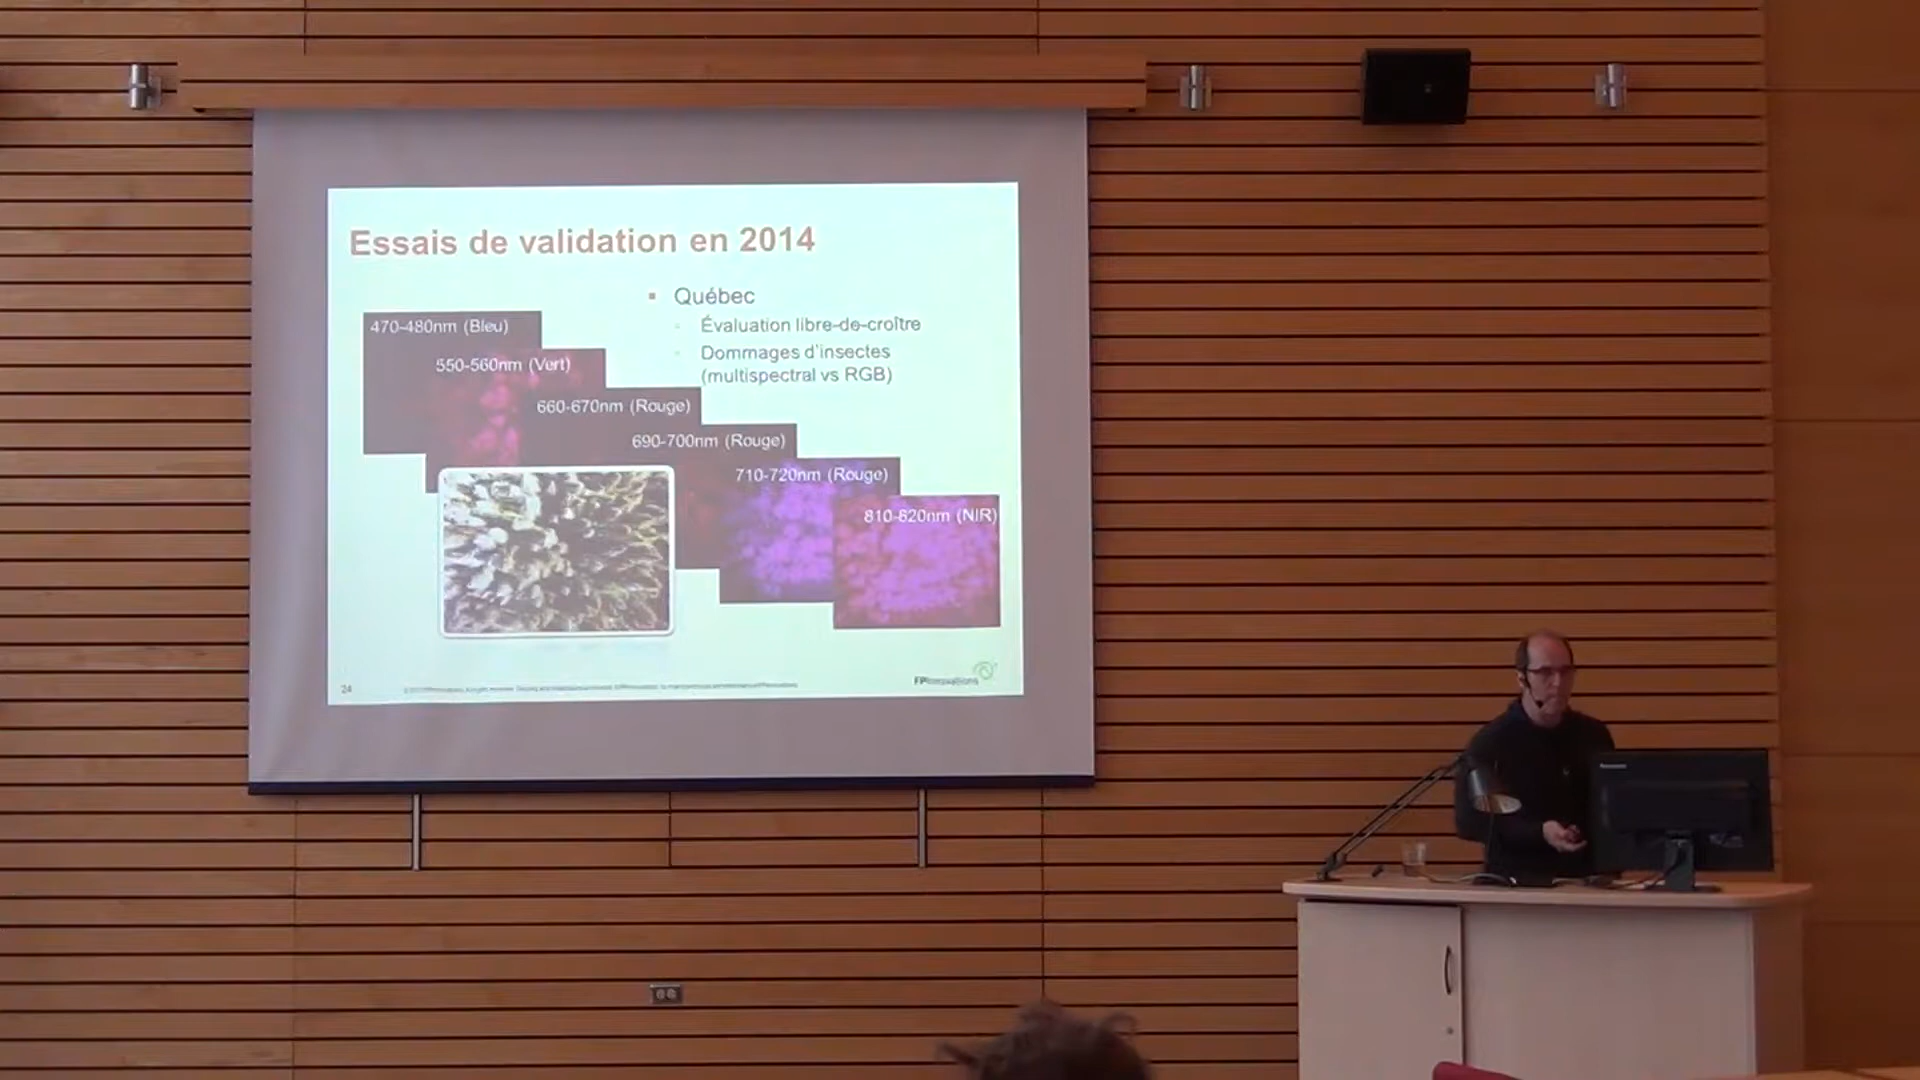 Essais de validation en 2014
Québec
Évaluation libre-de-croître
Dommages d'insectes
(multispectral vs RGB)
470-480nm (Bleu)
550-560nm (Vert)
660-670nm (Rouge)
690-700nm (Rouge)
710-720nm (Rouge)
810-820nm (NIR)
24
FPInnovations